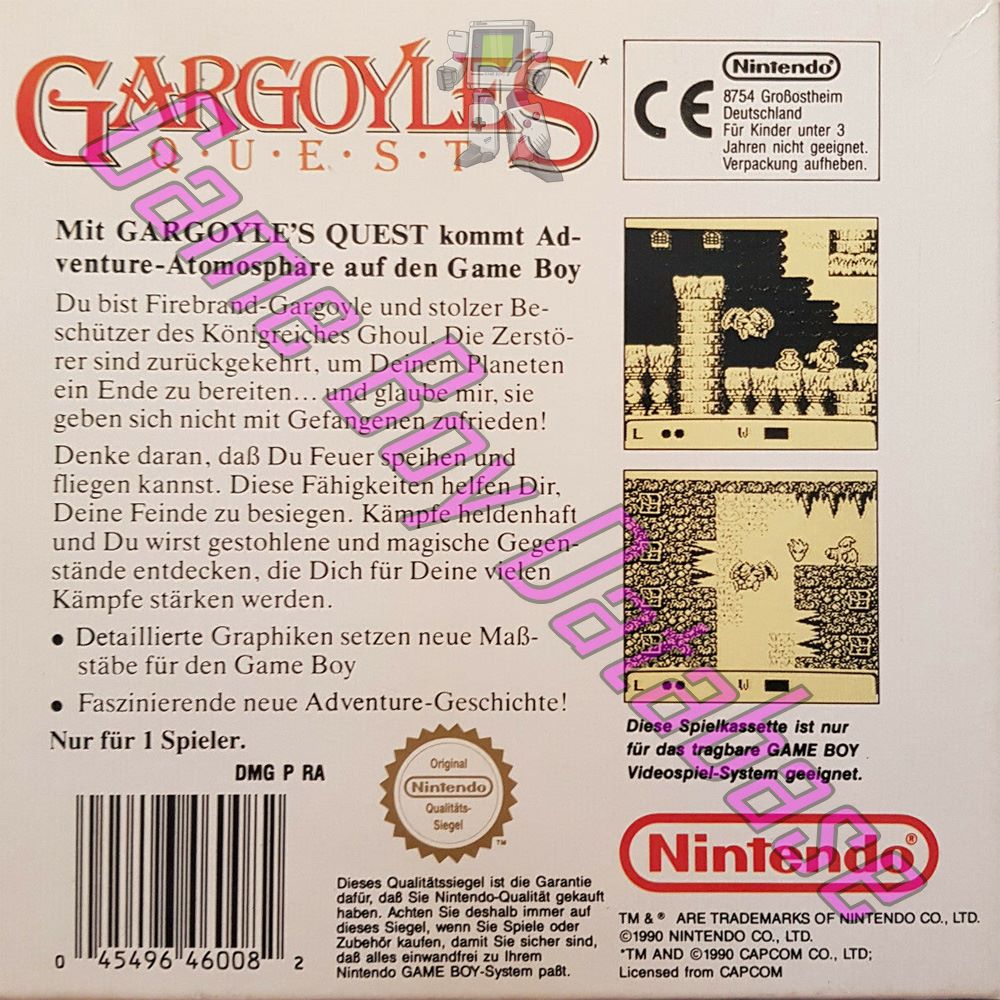 GARGOYLE'S*
Q·U·E·S·T
Nintendo®
CE
8754 Großostheim
Deutschland
Für Kinder unter 3
Jahren nicht geeignet.
Verpackung aufheben.
Mit GARGOYLE'S QUEST kommt Ad-
venture-Atomosphäre auf den Game Boy
Du bist Firebrand-Gargoyle und stolzer Be-
schützer des Königreiches Ghoul. Die Zerstö-
rer sind zurückgekehrt, um Deinem Planeten
ein Ende zu bereiten... und glaube mir, sie
geben sich nicht mit Gefangenen zufrieden!
Denke daran, daß Du Feuer speihen und
fliegen kannst. Diese Fähigkeiten helfen Dir,
Deine Feinde zu besiegen. Kämpfe heldenhaft
und Du wirst gestohlene und magische Gegen-
stände entdecken, die Dich für Deine vielen
Kämpfe stärken werden.
• Detaillierte Graphiken setzen neue Maß-
stäbe für den Game Boy
• Faszinierende neue Adventure-Geschichte!
Nur für 1 Spieler.
DMG P RA
L W
L W
Diese Spielkassette ist nur
für das tragbare GAME BOY
Videospiel-System geeignet.
Original
Nintendo
Qualitäts-
Siegel
TM
Dieses Qualitätssiegel ist die Garantie
dafür, daß Sie Nintendo-Qualität gekauft
haben. Achten Sie deshalb immer auf
dieses Siegel, wenn Sie Spiele oder
Zubehör kaufen, damit Sie sicher sind,
daß alles einwandfrei zu Ihrem
Nintendo GAME BOY-System paßt.
0 45496 46008 2
Nintendo®
TM & ® ARE TRADEMARKS OF NINTENDO CO., LTD.
©1990 NINTENDO CO., LTD.
*TM AND ©1990 CAPCOM CO., LTD;
Licensed from CAPCOM
Game Boy Database